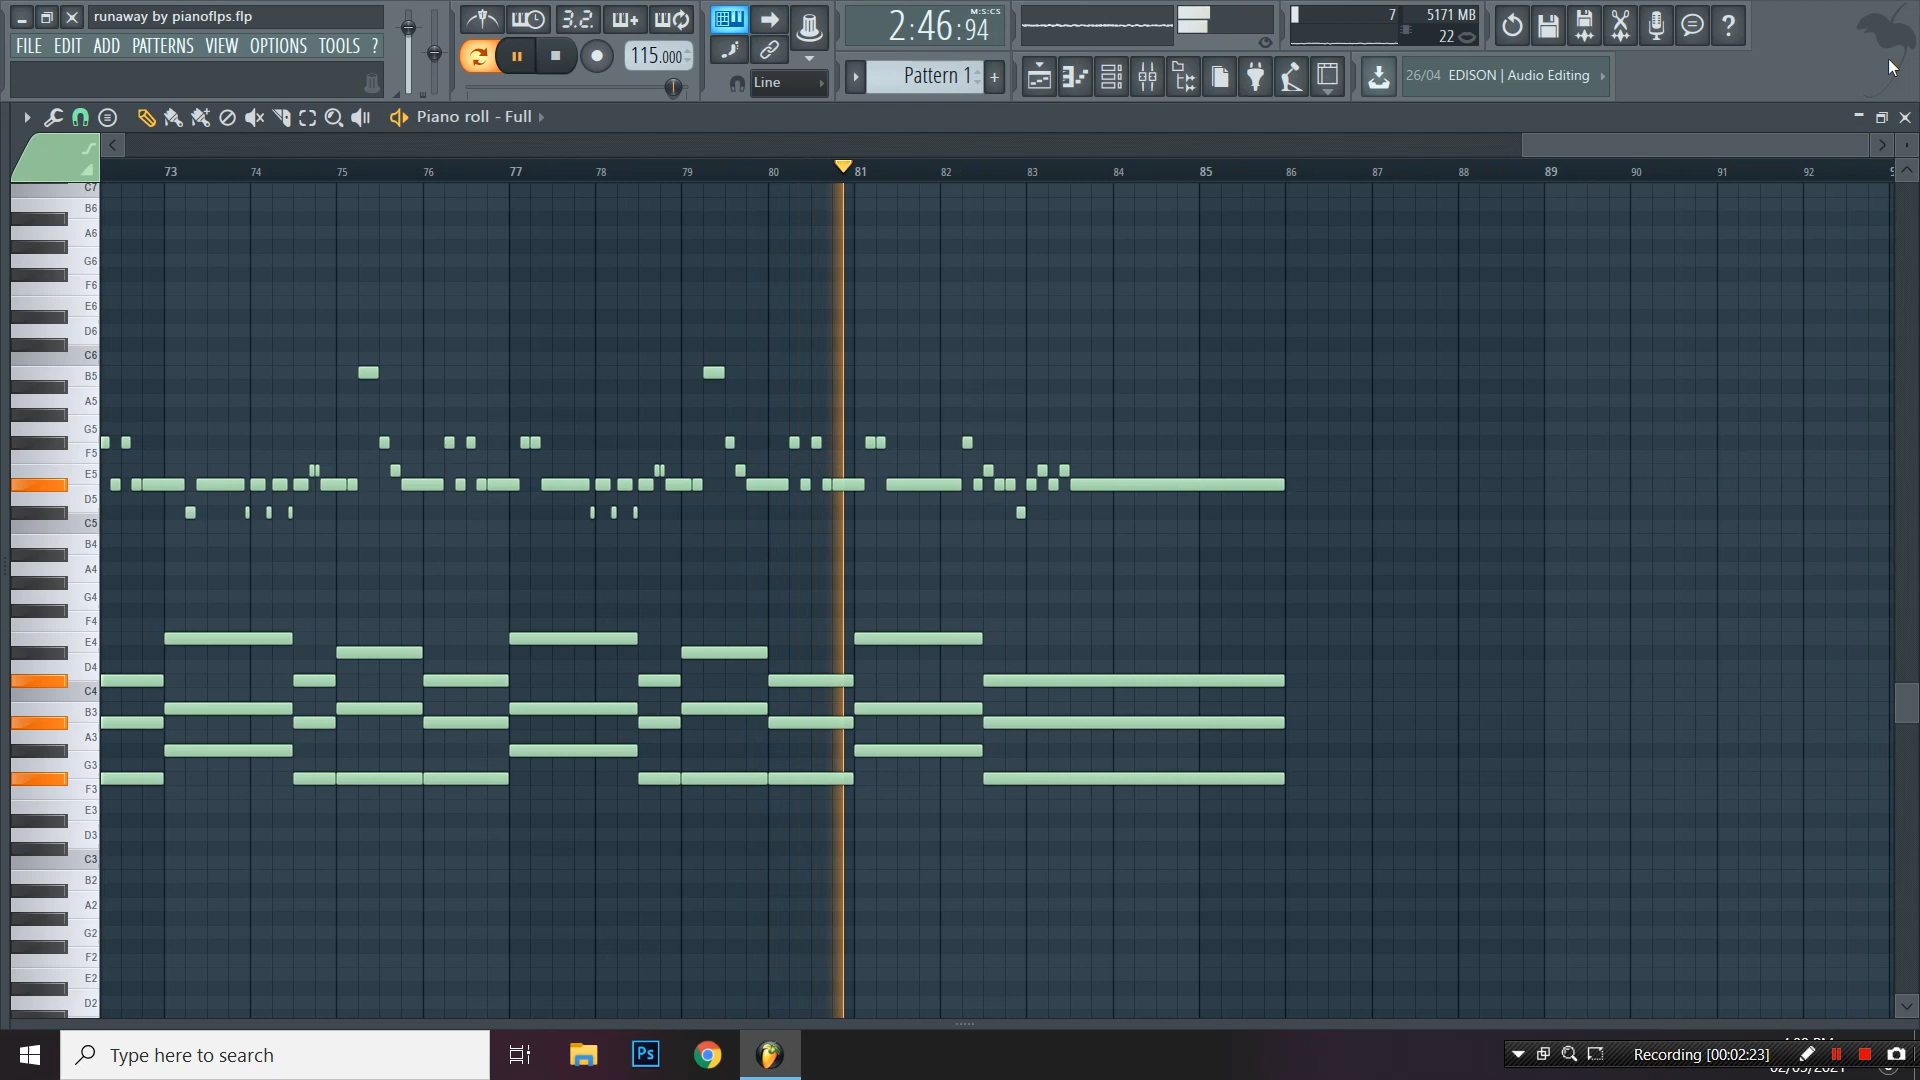 runaway by pianoflps.flp
FILE EDIT ADD PATTERNS VIEW OPTIONS TOOLS ?
3.2.
115.000
Line
2:46:94
M:S:CS
Pattern 1
7
5171 MB
22
26/04 EDISON | Audio Editing
Piano roll - Full
73 74 75 76 77 78 79 80 81 82 83 84 85 86 87 88 89 90 91 92
C7
B6
A6
G6
F6
E6
D6
C6
B5
A5
G5
F5
E5
D5
C5
B4
A4
G4
F4
E4
D4
C4
B3
A3
G3
F3
E3
D3
C3
B2
A2
G2
F2
E2
D2
Type here to search
Ps
Recording [00:02:23]